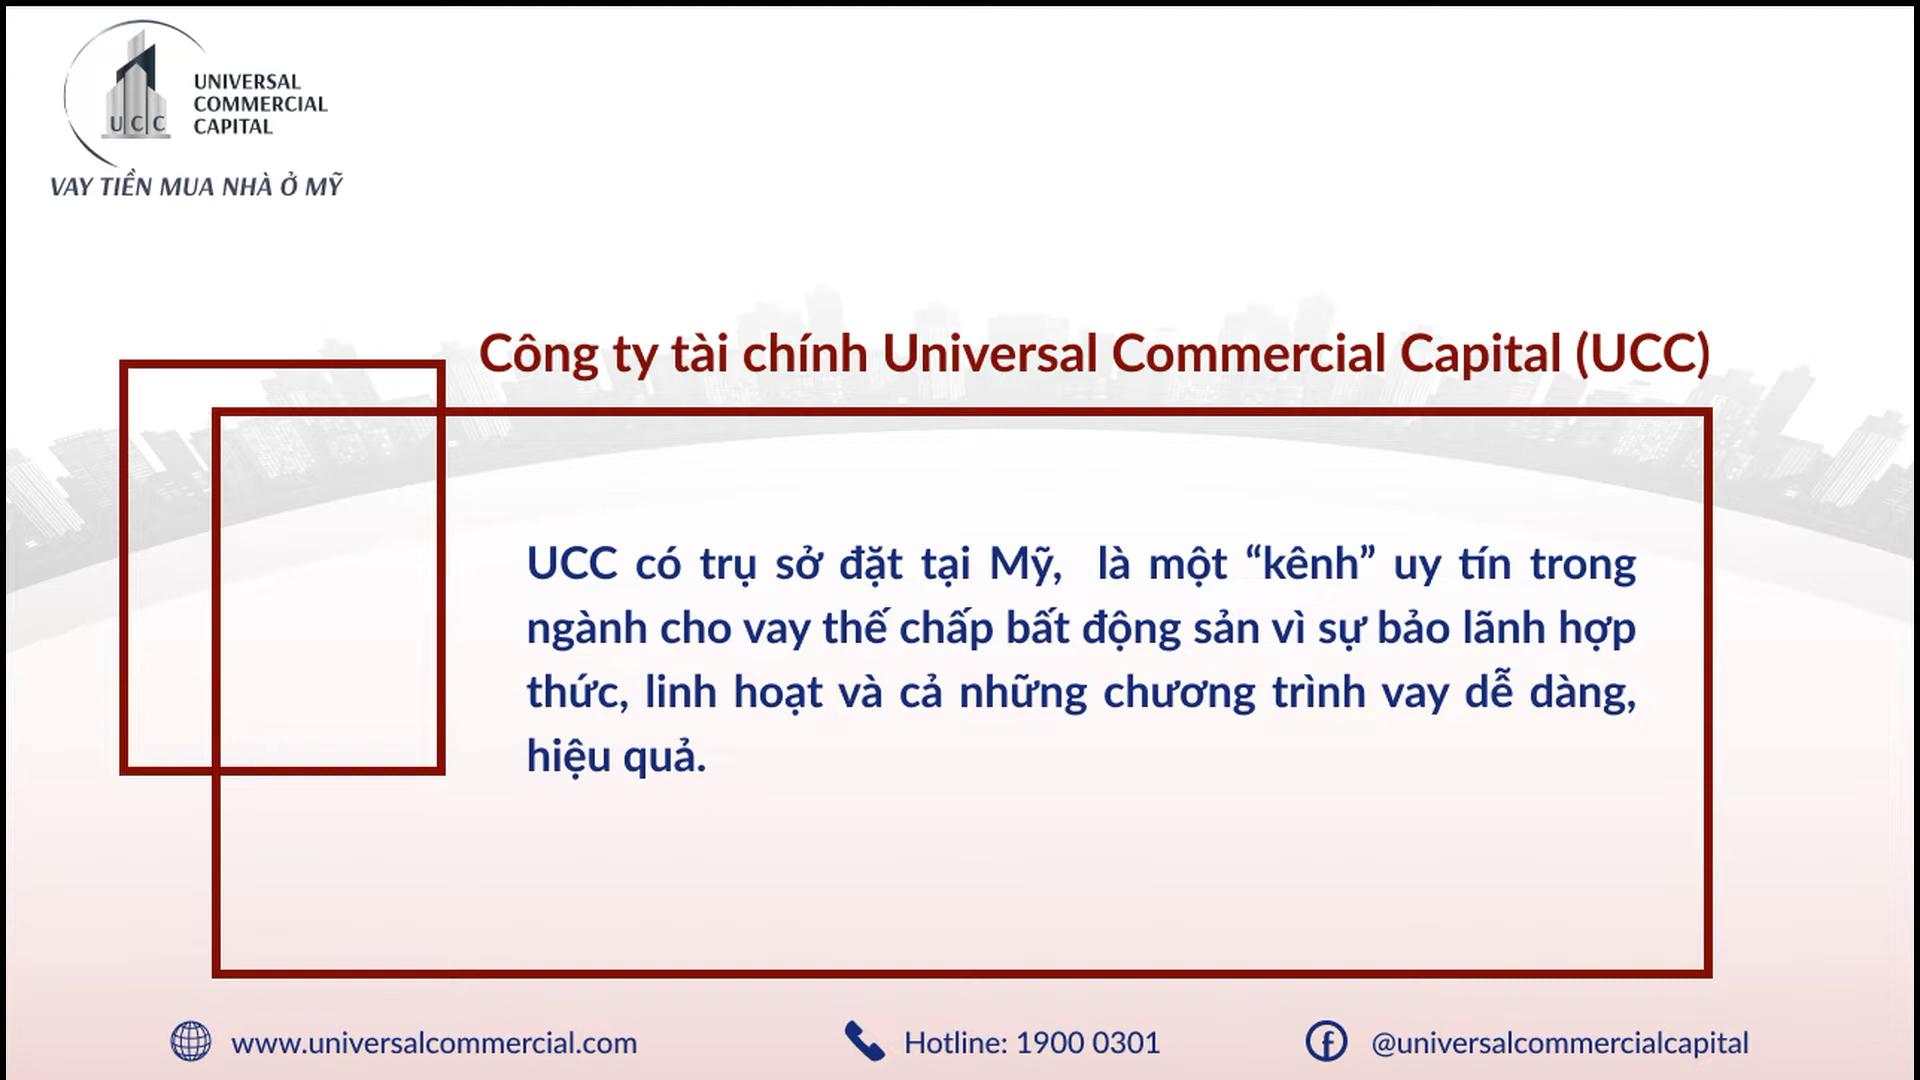 UCC
UNIVERSAL
COMMERCIAL
CAPITAL
VAY TIỀN MUA NHÀ Ở MỸ
Công ty tài chính Universal Commercial Capital (UCC)
UCC có trụ sở đặt tại Mỹ, là một “kênh” uy tín trong
ngành cho vay thế chấp bất động sản vì sự bảo lãnh hợp
thức, linh hoạt và cả những chương trình vay dễ dàng,
hiệu quả.
www.universalcommercial.com
Hotline: 1900 0301
@universalcommercialcapital